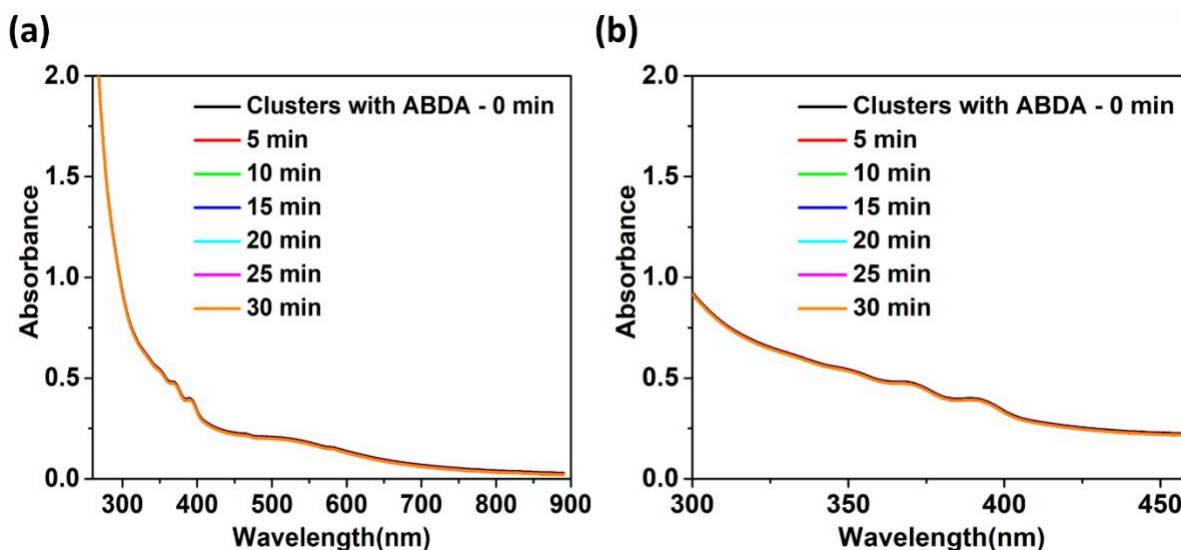 (a)
(b)
2.0
1.5
1.0
0.5
0.0
Absorbance
Clusters with ABDA - 0 min
5 min
10 min
15 min
20 min
25 min
30 min
300 400 500 600 700 800 900
Wavelength(nm)
2.0
1.5
1.0
0.5
0.0
Absorbance
Clusters with ABDA - 0 min
5 min
10 min
15 min
20 min
25 min
30 min
300 350 400 450
Wavelength(nm)